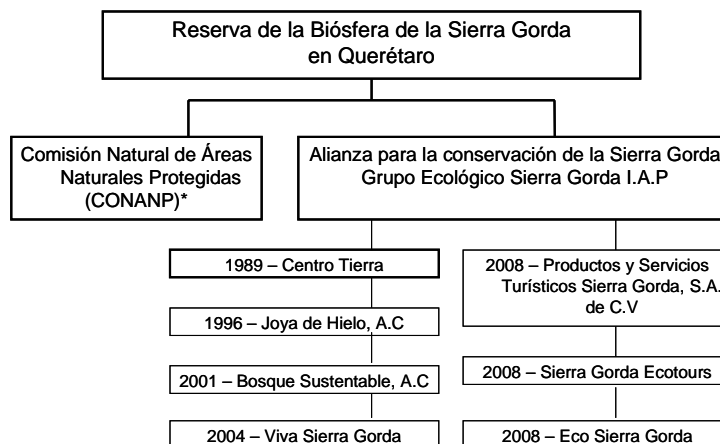 Reserva de la Biósfera de la Sierra Gorda
en Querétaro
Comisión Natural de Áreas
Naturales Protegidas
(CONANP)*
Alianza para la conservación de la Sierra Gorda
Grupo Ecológico Sierra Gorda I.A.P
1989 – Centro Tierra
1996 – Joya de Hielo, A.C
2001 – Bosque Sustentable, A.C
2004 – Viva Sierra Gorda
2008 – Productos y Servicios
Turísticos Sierra Gorda, S.A.
de C.V
2008 – Sierra Gorda Ecotours
2008 – Eco Sierra Gorda